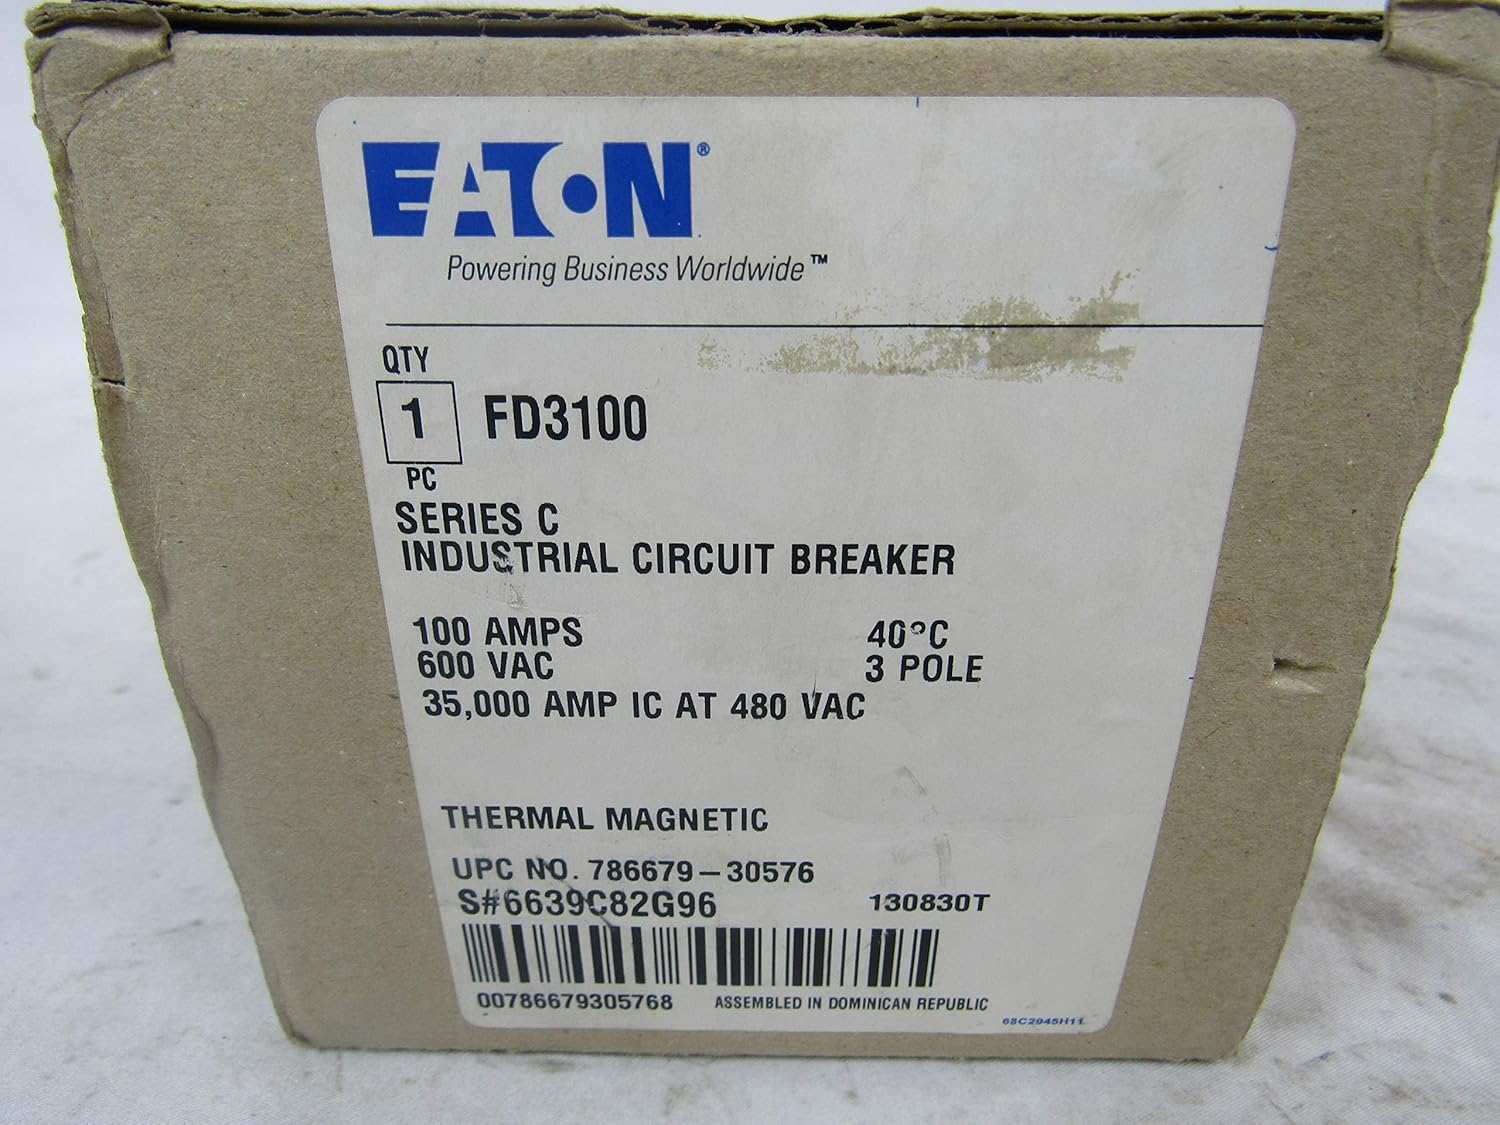 EATON®
Powering Business Worldwide™
QTY
1 FD3100
PC
SERIES C
INDUSTRIAL CIRCUIT BREAKER
100 AMPS 40°C
600 VAC 3 POLE
35,000 AMP IC AT 480 VAC
THERMAL MAGNETIC
UPC NO. 786679-30576
S#6639C82G96 130830T
00786679305768 ASSEMBLED IN DOMINICAN REPUBLIC
68C2945H11